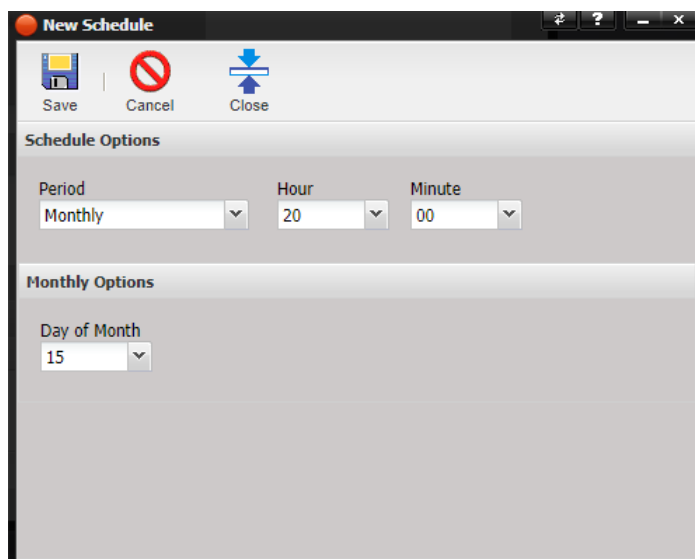 New Schedule
?
Save Cancel Close
Schedule Options
Period Hour Minute
Monthly 20 00
Monthly Options
Day of Month
15